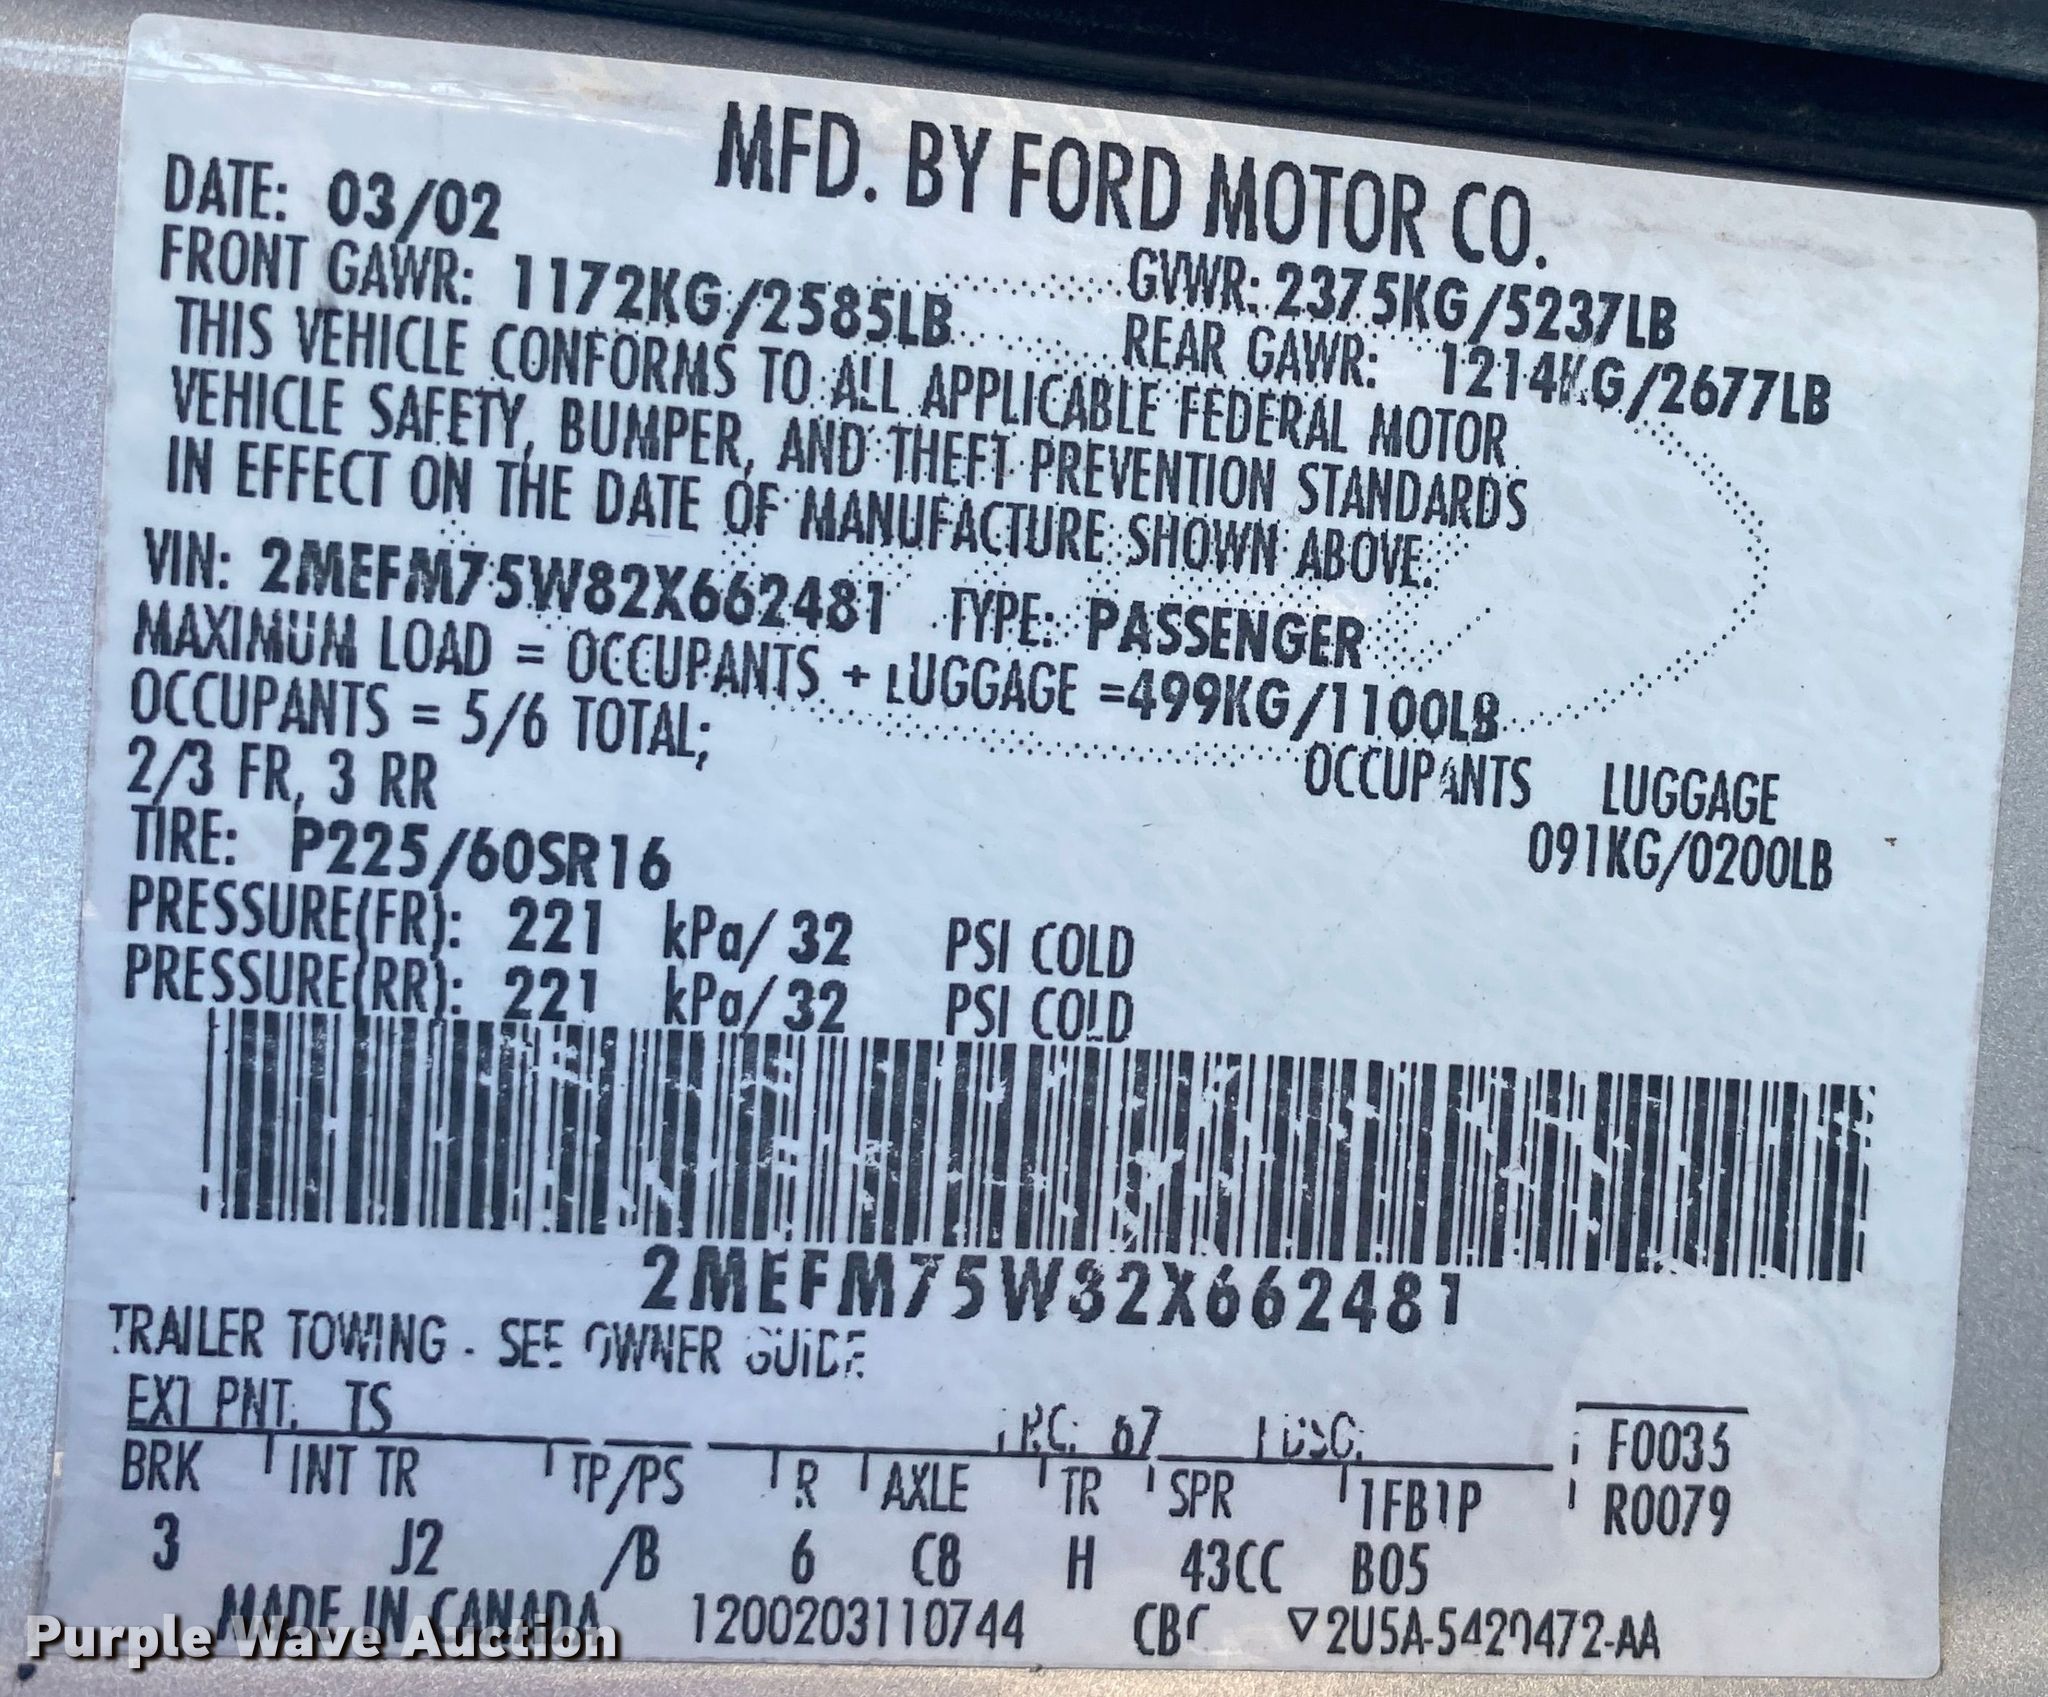 MFD. BY FORD MOTOR CO.
DATE: 03/02
GVWR: 2375KG/5237LB
FRONT GAWR: 1172KG/2585LB
REAR GAWR: 1214KG/2677LB
THIS VEHICLE CONFORMS TO ALL APPLICABLE FEDERAL MOTOR
VEHICLE SAFETY, BUMPER, AND THEFT PREVENTION STANDARDS
IN EFFECT ON THE DATE OF MANUFACTURE SHOWN ABOVE.
VIN: 2MEFM75W82X662481 TYPE: PASSENGER
MAXIMUM LOAD = OCCUPANTS + LUGGAGE =499KG/1100LB
OCCUPANTS = 5/6 TOTAL;
OCCUPANTS LUGGAGE
2/3 FR, 3 RR
091KG/0200LB
TIRE: P225/60SR16
PRESSURE(FR): 221 kPa/ 32 PSI COLD
PRESSURE(RR): 221 kPa/ 32 PSI COLD
2MEFM75W82X662481
TRAILER TOWING - SEE OWNER GUIDE
EXT PNT. TS 67
F0036
BRK INT TR TP/PS R AXLE TR SPR 1FB1P
R0079
3 J2 /B 6 C8 H 43CC B05
MADE IN CANADA 1200203110744 ▽2U5A-5420472-AA
Purple Wave Auction